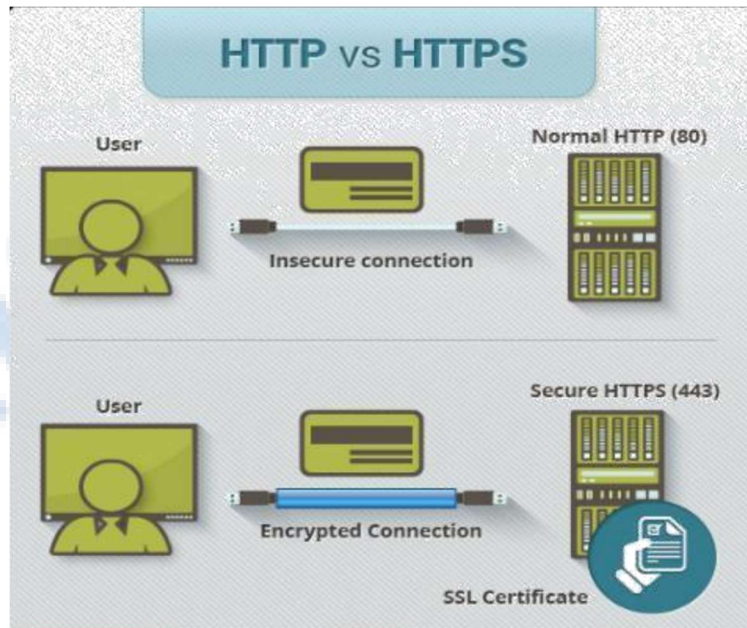 HTTP vs HTTPS
User
Normal HTTP (80)
Insecure connection
User
Secure HTTPS (443)
Encrypted Connection
SSL Certificate